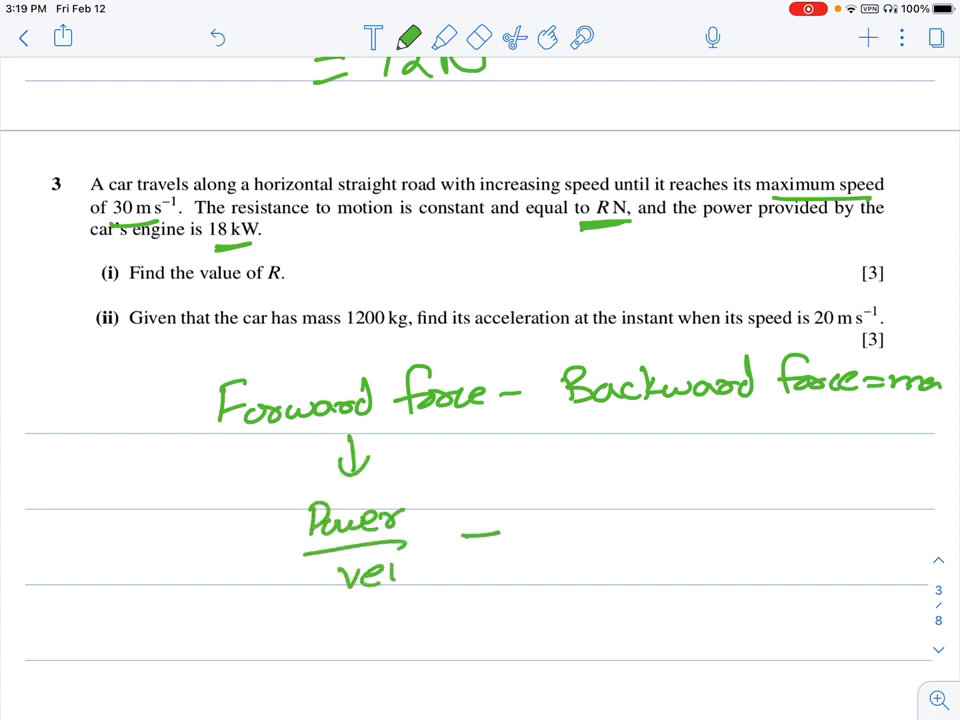 3:19 PM Fri Feb 12
VPN 100%
= 12N
3 A car travels along a horizontal straight road with increasing speed until it reaches its maximum speed
of 30 m s⁻¹. The resistance to motion is constant and equal to R N, and the power provided by the
car's engine is 18 kW.
(i) Find the value of R. [3]
(ii) Given that the car has mass 1200 kg, find its acceleration at the instant when its speed is 20 m s⁻¹.
[3]
Forward force - Backward force = ma
↓
Power
vel
-
3
/
8